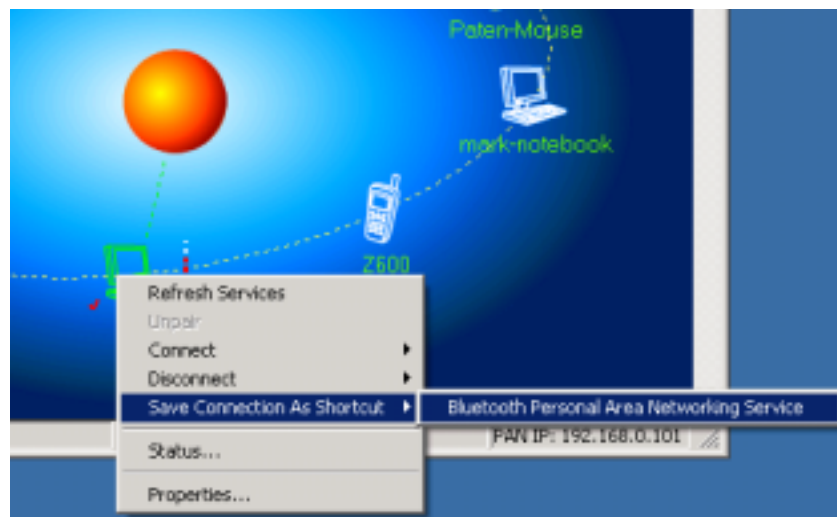 Paten-Mouse
mark-notebook
Z600
Refresh Services
Unpair
Connect
Disconnect
Save Connection As Shortcut
Bluetooth Personal Area Networking Service
PAN IP: 192.168.0.101
Status...
Properties...